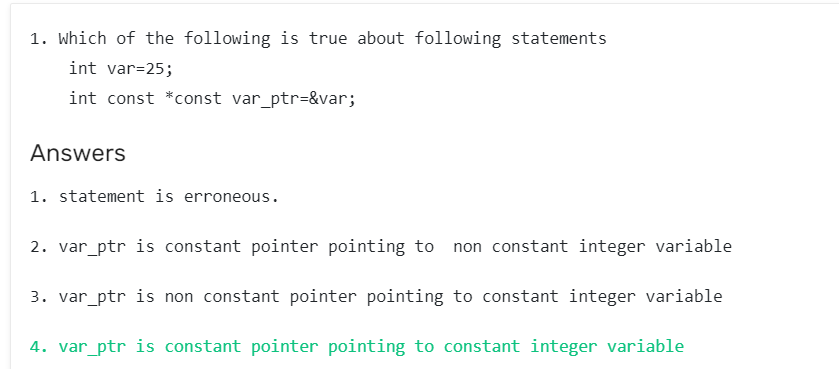 1. Which of the following is true about following statements
int var=25;
int const *const var_ptr=&var;
Answers
1. statement is erroneous.
2. var_ptr is constant pointer pointing to  non constant integer variable
3. var_ptr is non constant pointer pointing to constant integer variable
4. var_ptr is constant pointer pointing to constant integer variable